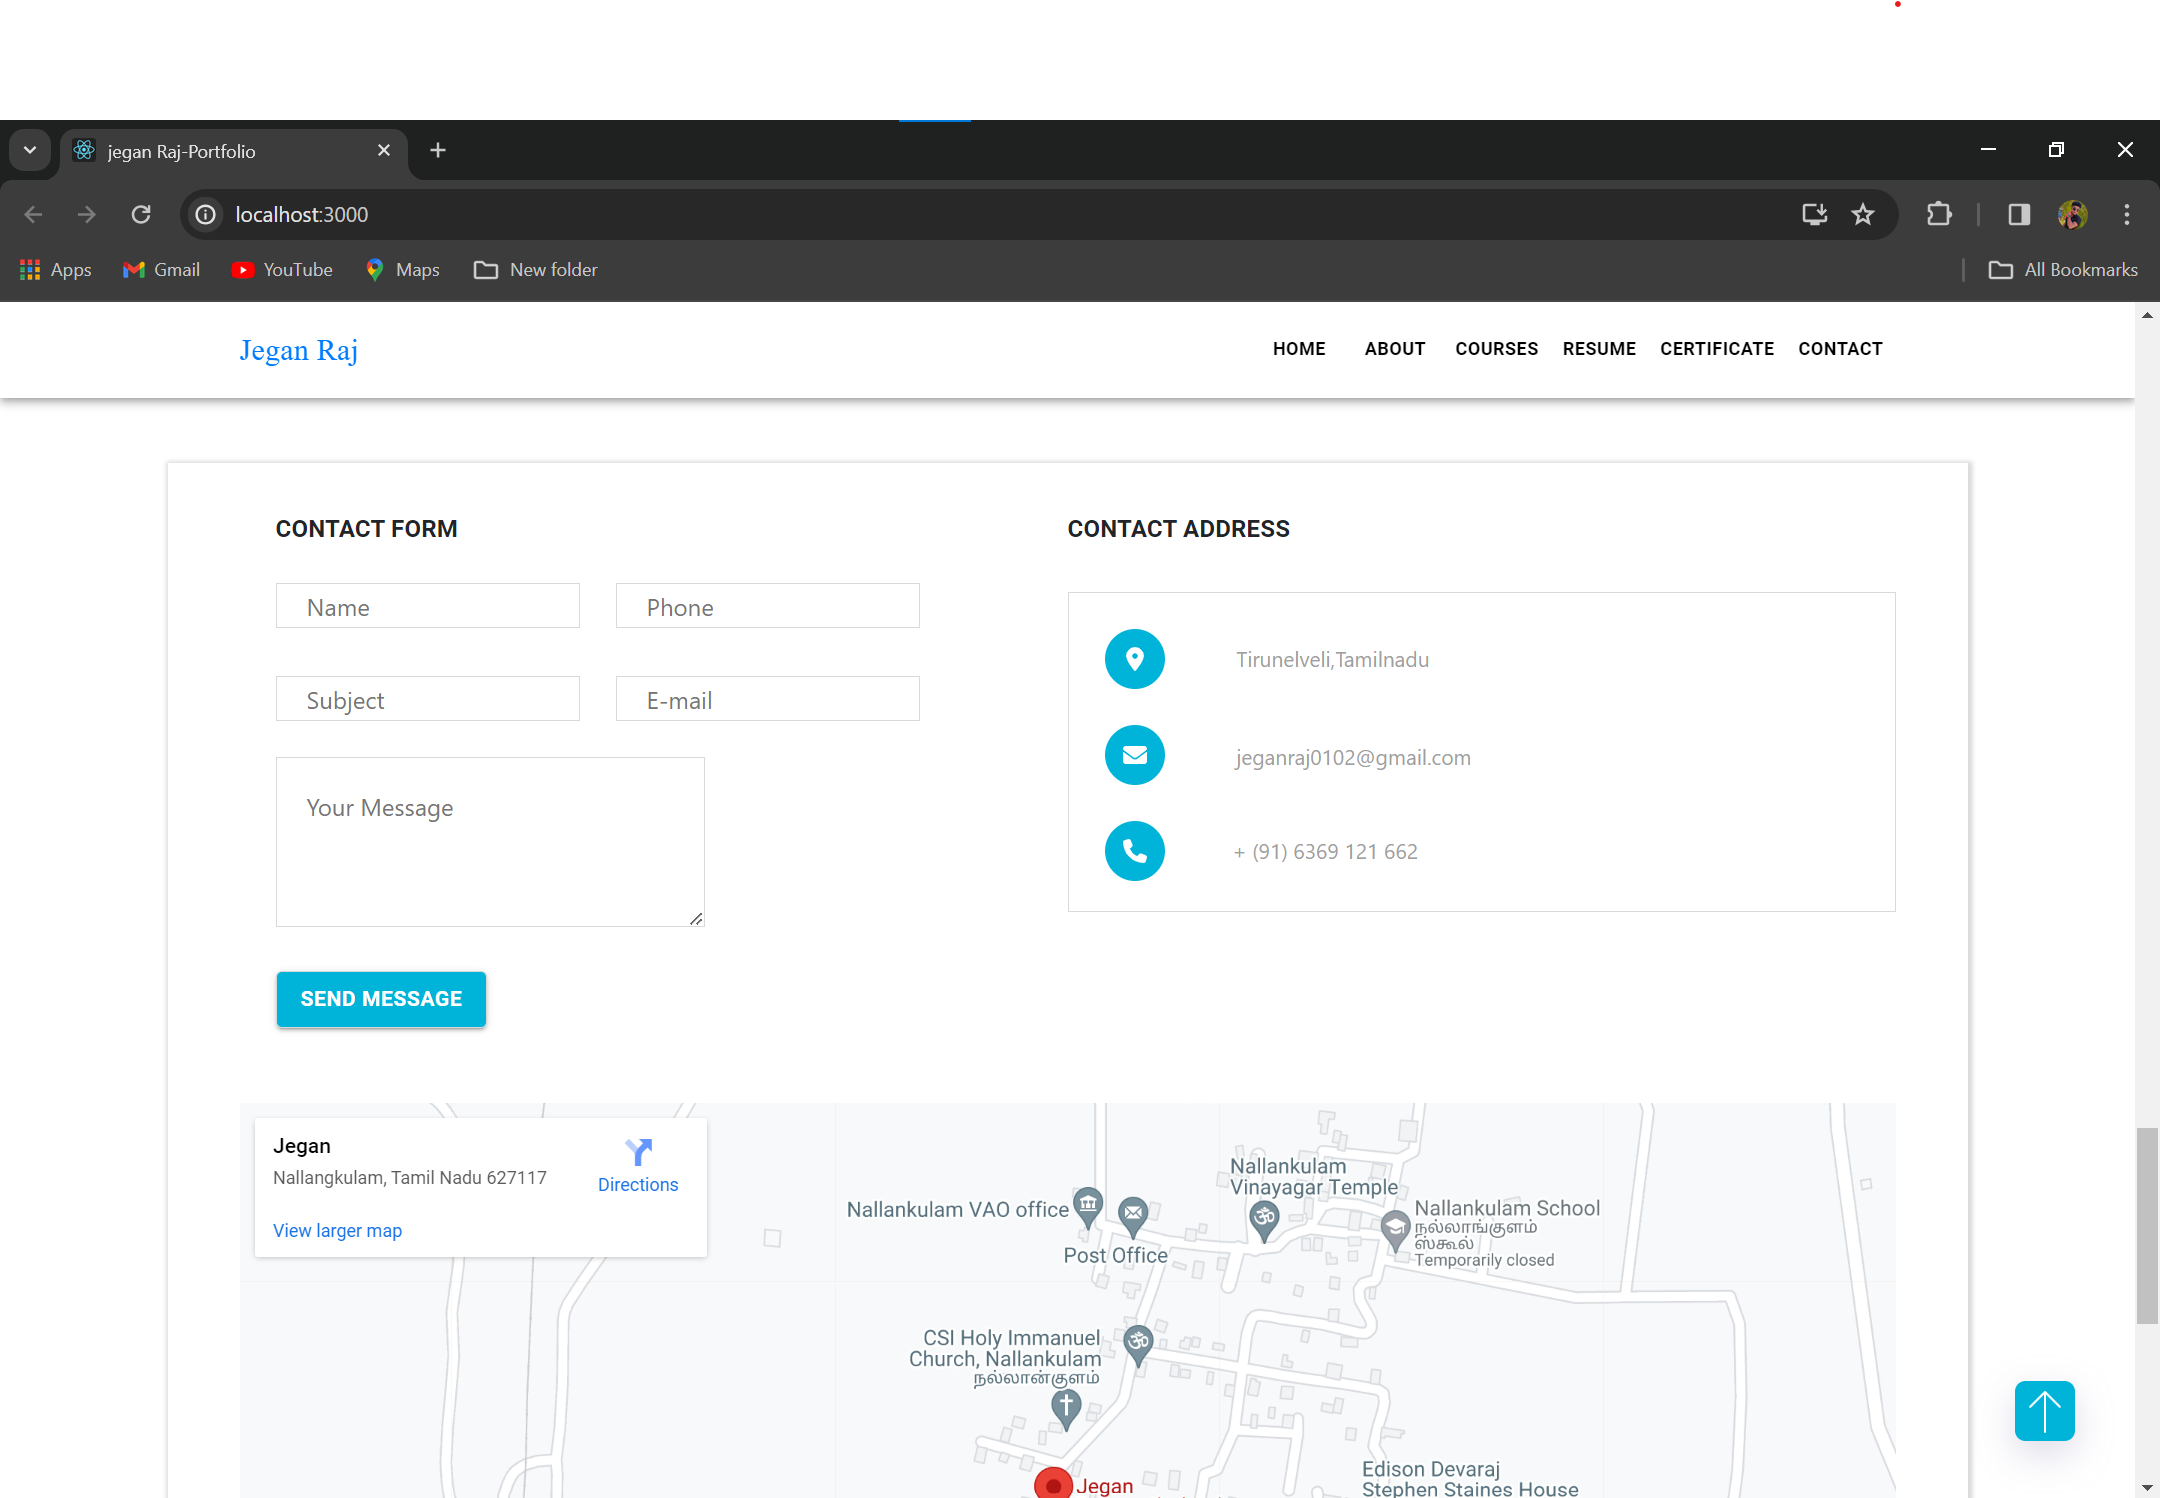 jegan Raj-Portfolio
localhost:3000
Apps
Gmail
YouTube
Maps
New folder
All Bookmarks
Jegan Raj
HOME
ABOUT
COURSES
RESUME
CERTIFICATE
CONTACT
CONTACT FORM
Name
Phone
Subject
E-mail
Your Message
SEND MESSAGE
CONTACT ADDRESS
Tirunelveli,Tamilnadu
jeganraj0102@gmail.com
+ (91) 6369 121 662
Jegan
Nallangkulam, Tamil Nadu 627117
Directions
View larger map
Nallankulam
Vinayagar Temple
Nallankulam VAO office
Post Office
Nallankulam School
நல்லாங்குளம்
ஸ்கூல்
Temporarily closed
CSI Holy Immanuel
Church, Nallankulam
நல்லான்குளம்
Jegan
Edison Devaraj
Stephen Staines House